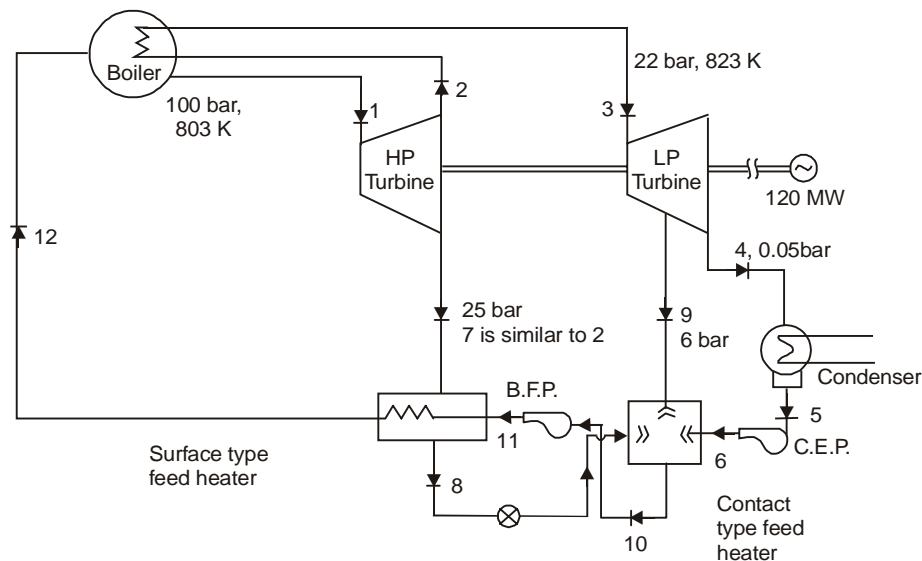 Boiler
100 bar,
803 K
1
2
HP
Turbine
22 bar, 823 K
3
LP
Turbine
120 MW
12
4, 0.05bar
25 bar
7 is similar to 2
9
6 bar
Condenser
B.F.P.
5
C.E.P.
11
6
Surface type
feed heater
8
10
Contact
type feed
heater